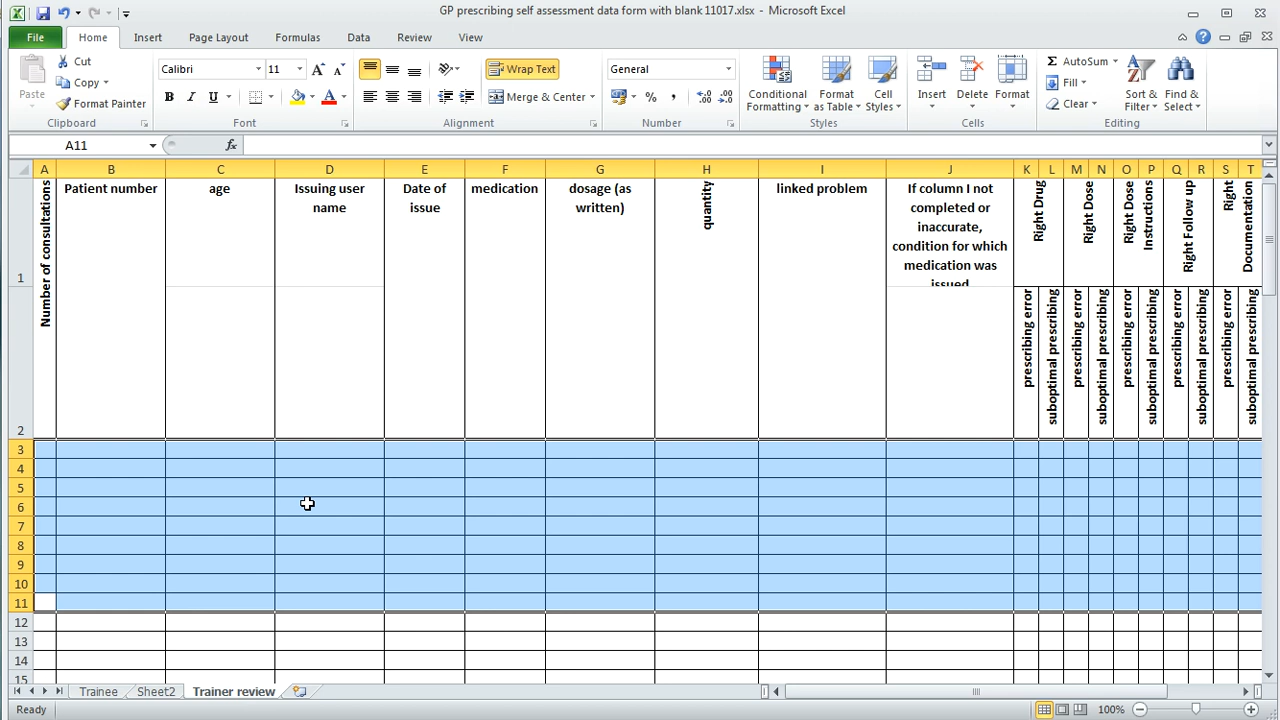 GP prescribing self assessment data form with blank 11017.xlsx - Microsoft Excel
File Home Insert Page Layout Formulas Data Review View
Paste
Cut
Copy
Format Painter
Clipboard
Calibri 11
B I U
Font
Wrap Text
Merge & Center
Alignment
General
%
Number
Conditional Formatting
Format as Table
Cell Styles
Styles
Insert Delete Format
Cells
AutoSum
Fill
Clear
Sort & Filter
Find & Select
Editing
A11 fx
A B C D E F G H I J K L M N O P Q R S T
1
Number of consultations
Patient number
age
Issuing user
name
Date of
issue
medication
dosage (as
written)
quantity
linked problem
If column I not
completed or
inaccurate,
condition for which
medication was
issued
Right Drug
Right Dose
Right Dose
Instructions
Right Follow up
Right
Documentation
2
prescribing error
suboptimal prescribing
prescribing error
suboptimal prescribing
prescribing error
suboptimal prescribing
prescribing error
suboptimal prescribing
prescribing error
suboptimal prescribing
3
4
5
6
7
8
9
10
11
12
13
14
15
Trainee Sheet2 Trainer review
Ready 100%